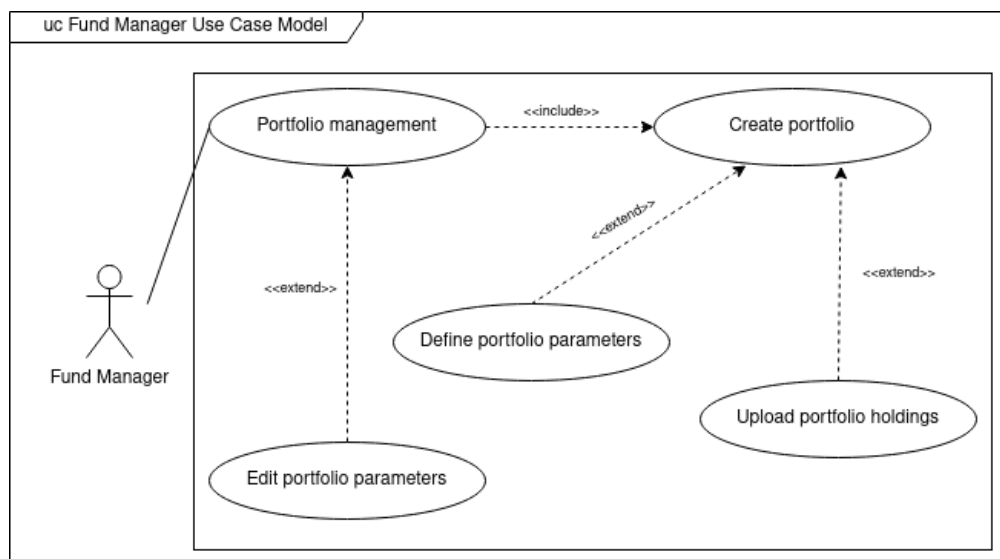 uc Fund Manager Use Case Model
Portfolio management
<<include>>
Create portfolio
<<extend>>
<<extend>>
<<extend>>
Define portfolio parameters
Fund Manager
Upload portfolio holdings
Edit portfolio parameters